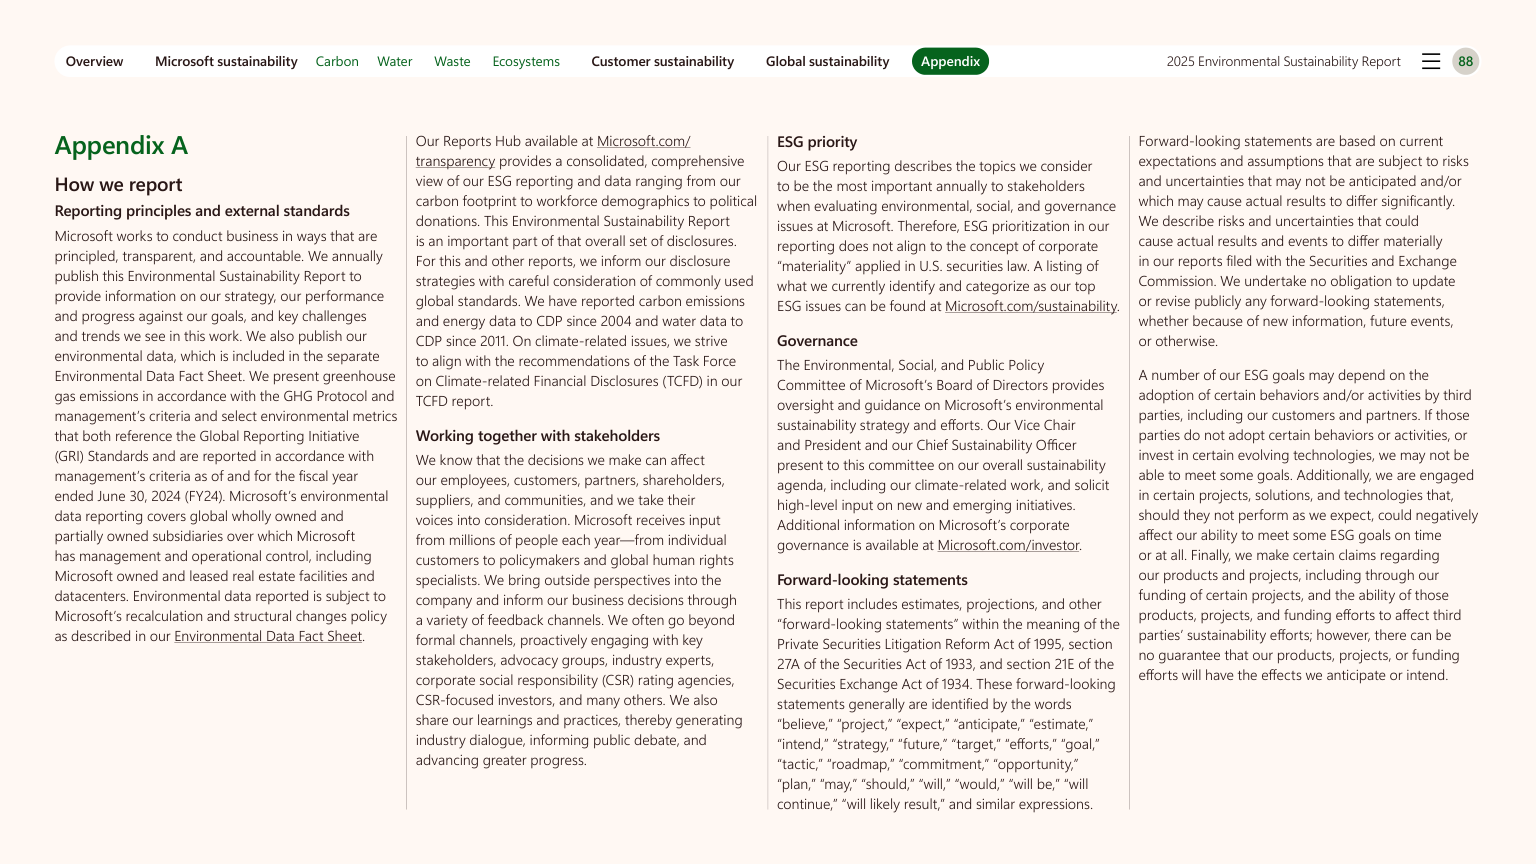 Overview Microsoft sustainability Carbon Water Waste Ecosystems Customer sustainability Global sustainability Appendix 2025 Environmental Sustainability Report 88
Appendix A
How we report
Reporting principles and external standards
Microsoft works to conduct business in ways that are
principled, transparent, and accountable. We annually
publish this Environmental Sustainability Report to
provide information on our strategy, our performance
and progress against our goals, and key challenges
and trends we see in this work. We also publish our
environmental data, which is included in the separate
Environmental Data Fact Sheet. We present greenhouse
gas emissions in accordance with the GHG Protocol and
management's criteria and select environmental metrics
that both reference the Global Reporting Initiative
(GRI) Standards and are reported in accordance with
management's criteria as of and for the fiscal year
ended June 30, 2024 (FY24). Microsoft's environmental
data reporting covers global wholly owned and
partially owned subsidiaries over which Microsoft
has management and operational control, including
Microsoft owned and leased real estate facilities and
datacenters. Environmental data reported is subject to
Microsoft's recalculation and structural changes policy
as described in our Environmental Data Fact Sheet.
Our Reports Hub available at Microsoft.com/
transparency provides a consolidated, comprehensive
view of our ESG reporting and data ranging from our
carbon footprint to workforce demographics to political
donations. This Environmental Sustainability Report
is an important part of that overall set of disclosures.
For this and other reports, we inform our disclosure
strategies with careful consideration of commonly used
global standards. We have reported carbon emissions
and energy data to CDP since 2004 and water data to
CDP since 2011. On climate-related issues, we strive
to align with the recommendations of the Task Force
on Climate-related Financial Disclosures (TCFD) in our
TCFD report.
Working together with stakeholders
We know that the decisions we make can affect
our employees, customers, partners, shareholders,
suppliers, and communities, and we take their
voices into consideration. Microsoft receives input
from millions of people each year—from individual
customers to policymakers and global human rights
specialists. We bring outside perspectives into the
company and inform our business decisions through
a variety of feedback channels. We often go beyond
formal channels, proactively engaging with key
stakeholders, advocacy groups, industry experts,
corporate social responsibility (CSR) rating agencies,
CSR-focused investors, and many others. We also
share our learnings and practices, thereby generating
industry dialogue, informing public debate, and
advancing greater progress.
ESG priority
Our ESG reporting describes the topics we consider
to be the most important annually to stakeholders
when evaluating environmental, social, and governance
issues at Microsoft. Therefore, ESG prioritization in our
reporting does not align to the concept of corporate
“materiality” applied in U.S. securities law. A listing of
what we currently identify and categorize as our top
ESG issues can be found at Microsoft.com/sustainability.
Governance
The Environmental, Social, and Public Policy
Committee of Microsoft's Board of Directors provides
oversight and guidance on Microsoft's environmental
sustainability strategy and efforts. Our Vice Chair
and President and our Chief Sustainability Officer
present to this committee on our overall sustainability
agenda, including our climate-related work, and solicit
high-level input on new and emerging initiatives.
Additional information on Microsoft's corporate
governance is available at Microsoft.com/investor.
Forward-looking statements
This report includes estimates, projections, and other
“forward-looking statements” within the meaning of the
Private Securities Litigation Reform Act of 1995, section
27A of the Securities Act of 1933, and section 21E of the
Securities Exchange Act of 1934. These forward-looking
statements generally are identified by the words
“believe,” “project,” “expect,” “anticipate,” “estimate,”
“intend,” “strategy,” “future,” “target,” “efforts,” “goal,”
“tactic,” “roadmap,” “commitment,” “opportunity,”
“plan,” “may,” “should,” “will,” “would,” “will be,” “will
continue,” “will likely result,” and similar expressions.
Forward-looking statements are based on current
expectations and assumptions that are subject to risks
and uncertainties that may not be anticipated and/or
which may cause actual results to differ significantly.
We describe risks and uncertainties that could
cause actual results and events to differ materially
in our reports filed with the Securities and Exchange
Commission. We undertake no obligation to update
or revise publicly any forward-looking statements,
whether because of new information, future events,
or otherwise.
A number of our ESG goals may depend on the
adoption of certain behaviors and/or activities by third
parties, including our customers and partners. If those
parties do not adopt certain behaviors or activities, or
invest in certain evolving technologies, we may not be
able to meet some goals. Additionally, we are engaged
in certain projects, solutions, and technologies that,
should they not perform as we expect, could negatively
affect our ability to meet some ESG goals on time
or at all. Finally, we make certain claims regarding
our products and projects, including through our
funding of certain projects, and the ability of those
products, projects, and funding efforts to affect third
parties' sustainability efforts; however, there can be
no guarantee that our products, projects, or funding
efforts will have the effects we anticipate or intend.